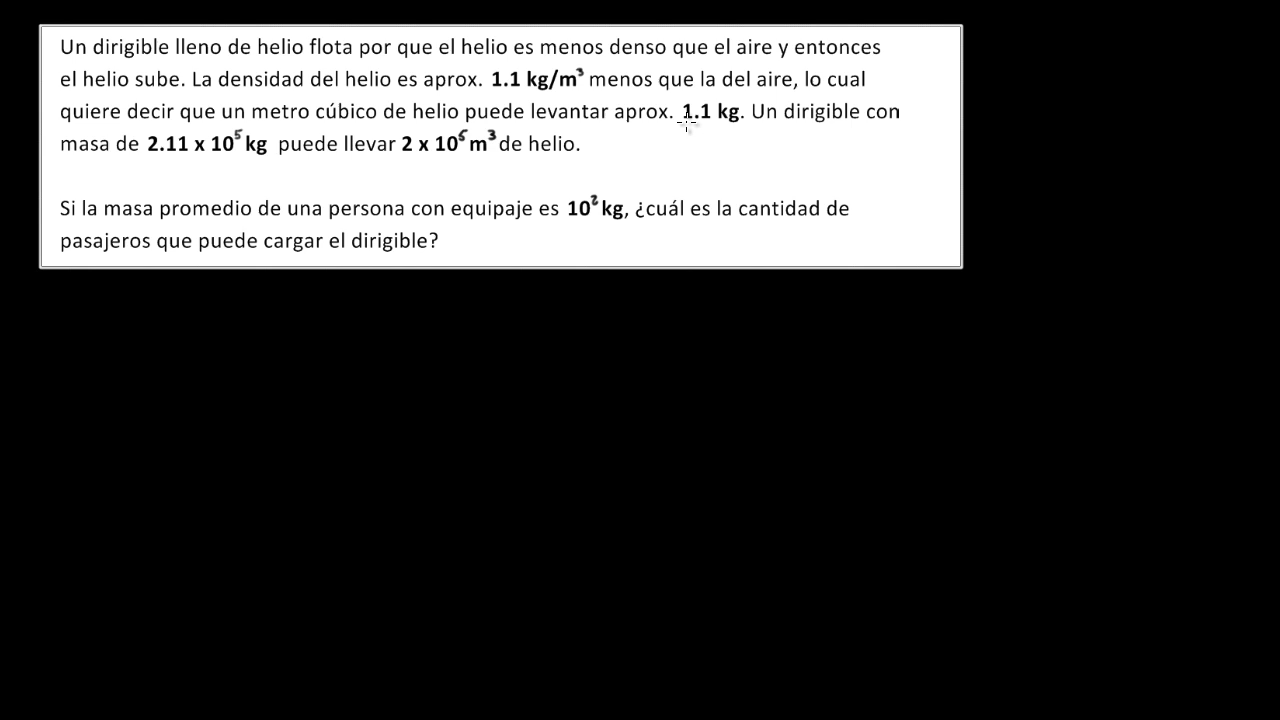 Un dirigible lleno de helio flota por que el helio es menos denso que el aire y entonces
el helio sube. La densidad del helio es aprox. 1.1 kg/m³ menos que la del aire, lo cual
quiere decir que un metro cúbico de helio puede levantar aprox. 1.1 kg. Un dirigible con
masa de 2.11 x 10⁵ kg puede llevar 2 x 10⁵ m³ de helio.
Si la masa promedio de una persona con equipaje es 10² kg, ¿cuál es la cantidad de
pasajeros que puede cargar el dirigible?